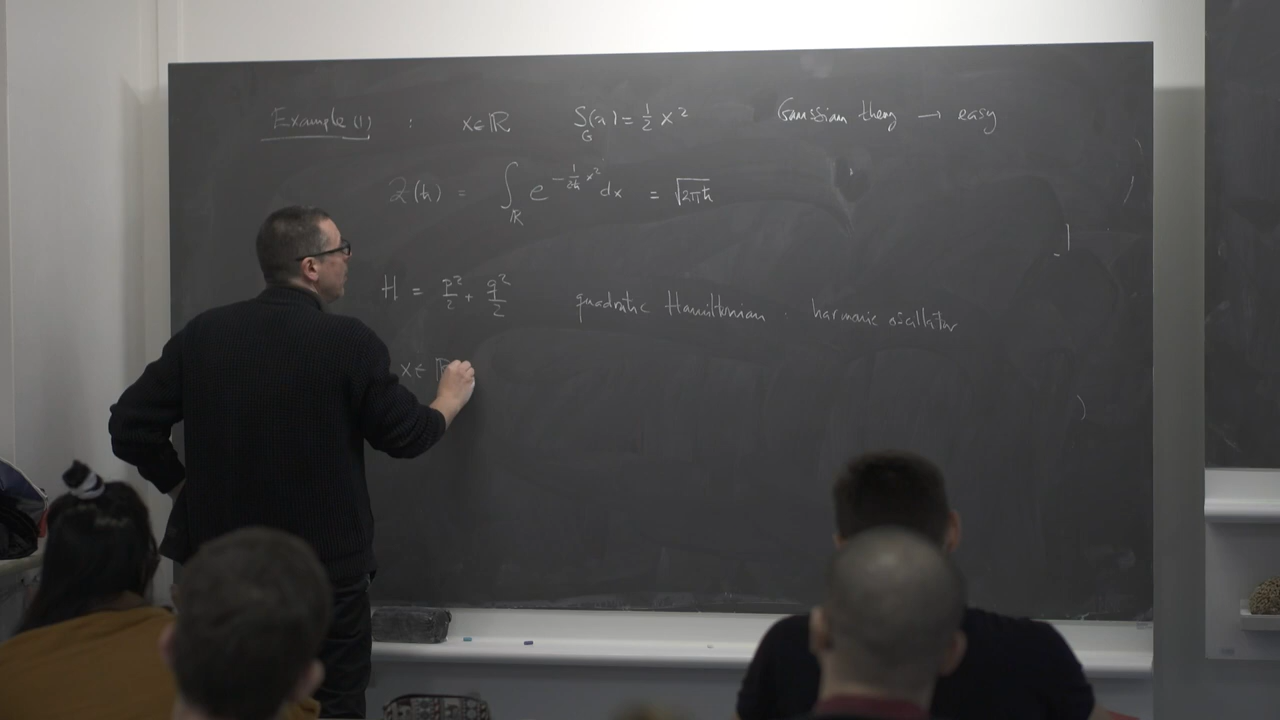 Example (1) : x∈ℝ S_G(x) = 1/2 x² Gaussian theory → easy
Z(ħ) = ∫_ℝ e^{-1/2ħ x²} dx = √2πħ
H = p²/2 + q²/2 quadratic Hamiltonian : harmonic oscillator
x ∈ ℝ